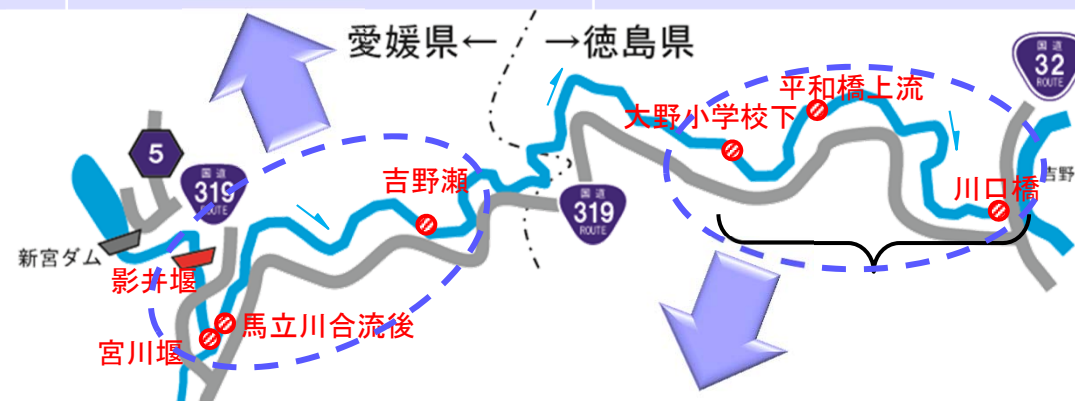 愛媛県← →徳島県
国道
32
ROUTE
平和橋上流
大野小学校下
5
国道
319
ROUTE
吉野瀬
川口橋
吉野
国道
319
ROUTE
新宮ダム
影井堰
馬立川合流後
宮川堰